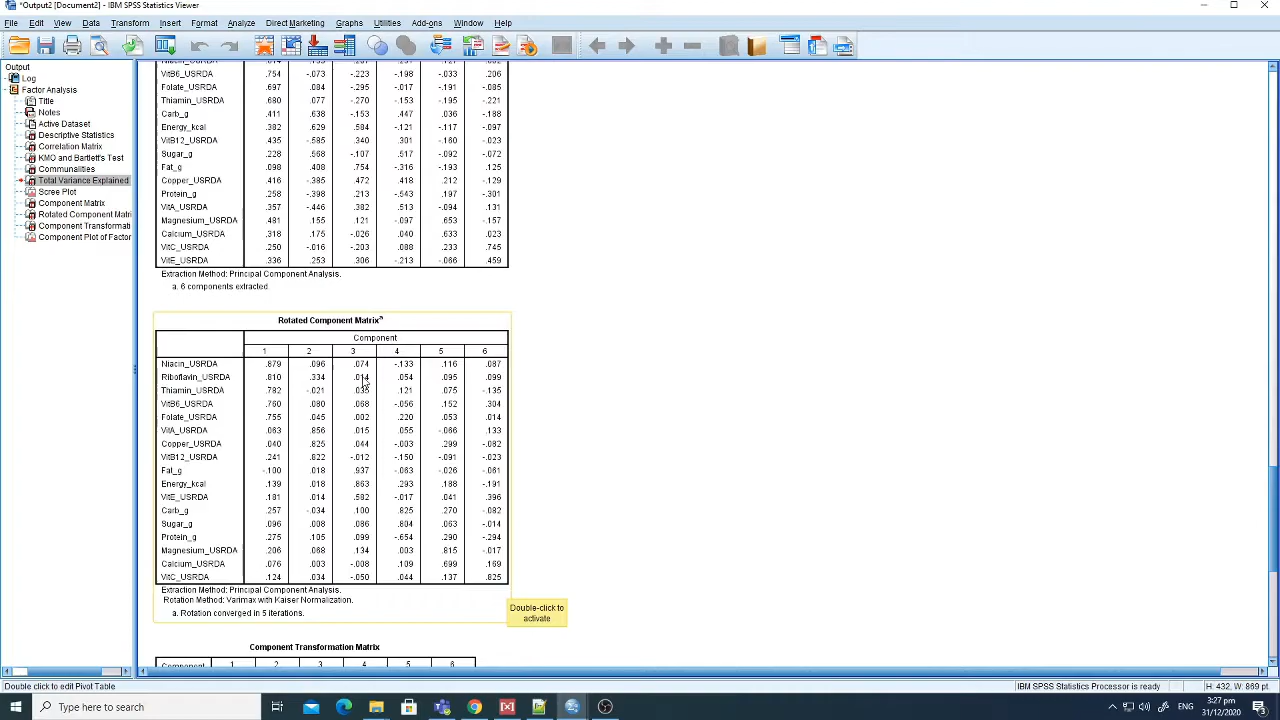 *Output2 [Document2] - IBM SPSS Statistics Viewer
File Edit View Data Transform Insert Format Analyze Direct Marketing Graphs Utilities Add-ons Window Help
Output
Log
Factor Analysis
Title
Notes
Active Dataset
Descriptive Statistics
Correlation Matrix
KMO and Bartlett's Test
Communalities
Total Variance Explained
Scree Plot
Component Matrix
Rotated Component Matri
Component Transformati
Component Plot of Factor
VitB6_USRDA .754 -.073 -.223 -.198 -.033 .206
Folate_USRDA .697 .084 -.295 -.017 -.191 -.085
Thiamin_USRDA .680 .077 -.270 -.153 -.195 -.221
Carb_g .411 .638 -.153 .447 .036 -.188
Energy_kcal .382 .629 .584 -.121 -.117 -.097
VitB12_USRDA .435 -.585 .340 .301 -.160 -.023
Sugar_g .228 .568 -.107 .517 -.092 -.072
Fat_g .098 .408 .754 -.316 -.193 .125
Copper_USRDA .416 -.385 .472 .418 .212 -.129
Protein_g .258 -.398 .213 -.543 .197 -.301
VitA_USRDA .357 -.446 .382 .513 -.094 .131
Magnesium_USRDA .481 .155 .121 -.097 .653 -.157
Calcium_USRDA .318 .175 -.026 .040 .633 .023
VitC_USRDA .250 -.016 -.203 .088 .233 .745
VitE_USRDA .336 .253 .306 -.213 -.066 .459
Extraction Method: Principal Component Analysis.
a. 6 components extracted.
Rotated Component Matrixa
Component
1 2 3 4 5 6
Niacin_USRDA .879 .096 .074 -.133 .116 .087
Riboflavin_USRDA .810 .334 .014 .054 .095 .099
Thiamin_USRDA .782 -.021 .036 .121 .075 -.135
VitB6_USRDA .760 .080 .068 -.056 .152 .304
Folate_USRDA .755 .045 .002 .220 .053 .014
VitA_USRDA .063 .856 .015 .055 -.066 .133
Copper_USRDA .040 .825 .044 -.003 .299 -.082
VitB12_USRDA .241 .822 -.012 -.150 -.091 -.023
Fat_g -.100 .018 .937 -.063 -.026 -.061
Energy_kcal .139 .018 .863 .293 .188 -.191
VitE_USRDA .181 .014 .582 -.017 .041 .396
Carb_g .257 -.034 .100 .825 .270 -.082
Sugar_g .096 .008 .086 .804 .063 -.014
Protein_g .275 .105 .099 -.654 .290 -.294
Magnesium_USRDA .206 .068 .134 .003 .815 -.017
Calcium_USRDA .076 .003 -.008 .109 .699 .169
VitC_USRDA .124 .034 -.050 .044 .137 .825
Extraction Method: Principal Component Analysis.
Rotation Method: Varimax with Kaiser Normalization.
a. Rotation converged in 5 iterations.
Double-click to
activate
Component Transformation Matrix
Component 1 2 3 4 5 6
Double click to edit Pivot Table
IBM SPSS Statistics Processor is ready
H: 432, W: 869 pt.
Type here to search
ENG
3:27 pm
31/12/2020